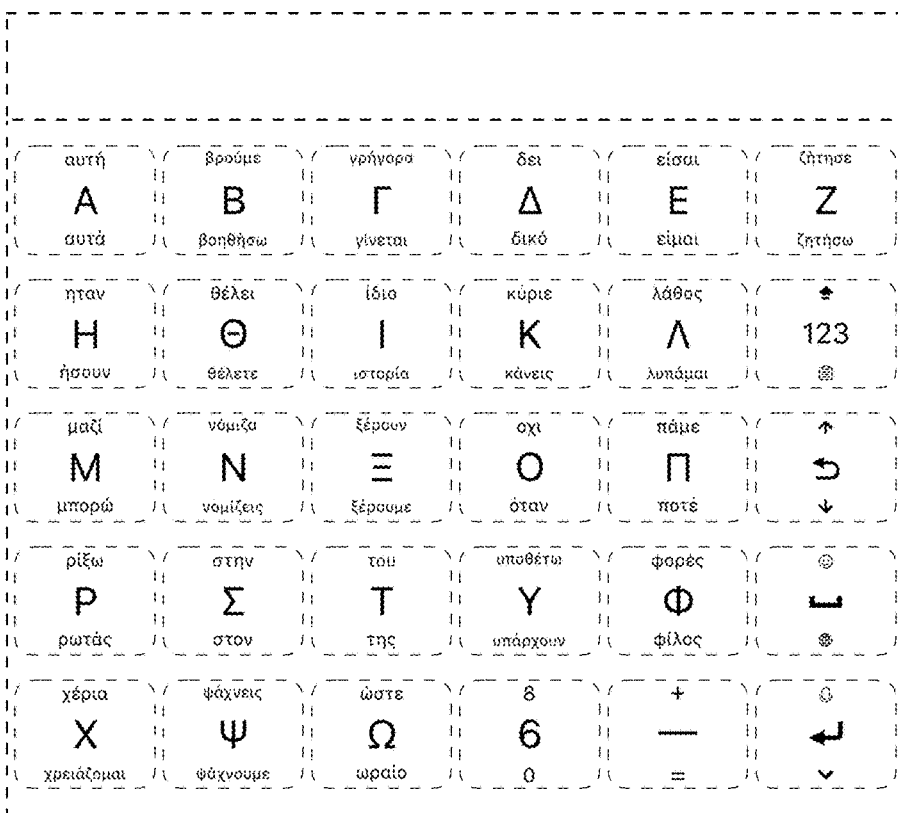 αυτή βρούμε γρήγορα δει είσαι ζήτησε
Α Β Γ Δ Ε Ζ
αυτά βοηθήσω γίνεται δικό είμαι ζητήσω
ηταν θέλει ίδιο κύριε λάθος
Η Θ Ι Κ Λ 123
ήσουν θέλετε ιστορία κάνεις λυπάμαι
μαζί νόμιζα ξέρουν οχι πάμε
Μ Ν Ξ Ο Π
μπορώ νομίζεις ξέρουμε όταν ποτέ
ρίξω στην του υποθέτω φορές
Ρ Σ Τ Υ Φ
ρωτάς στον της υπάρχουν φίλος
χέρια ψάχνεις ώστε 8 +
Χ Ψ Ω 6 —
χρειάζομαι ψάχνουμε ωραίο 0 =